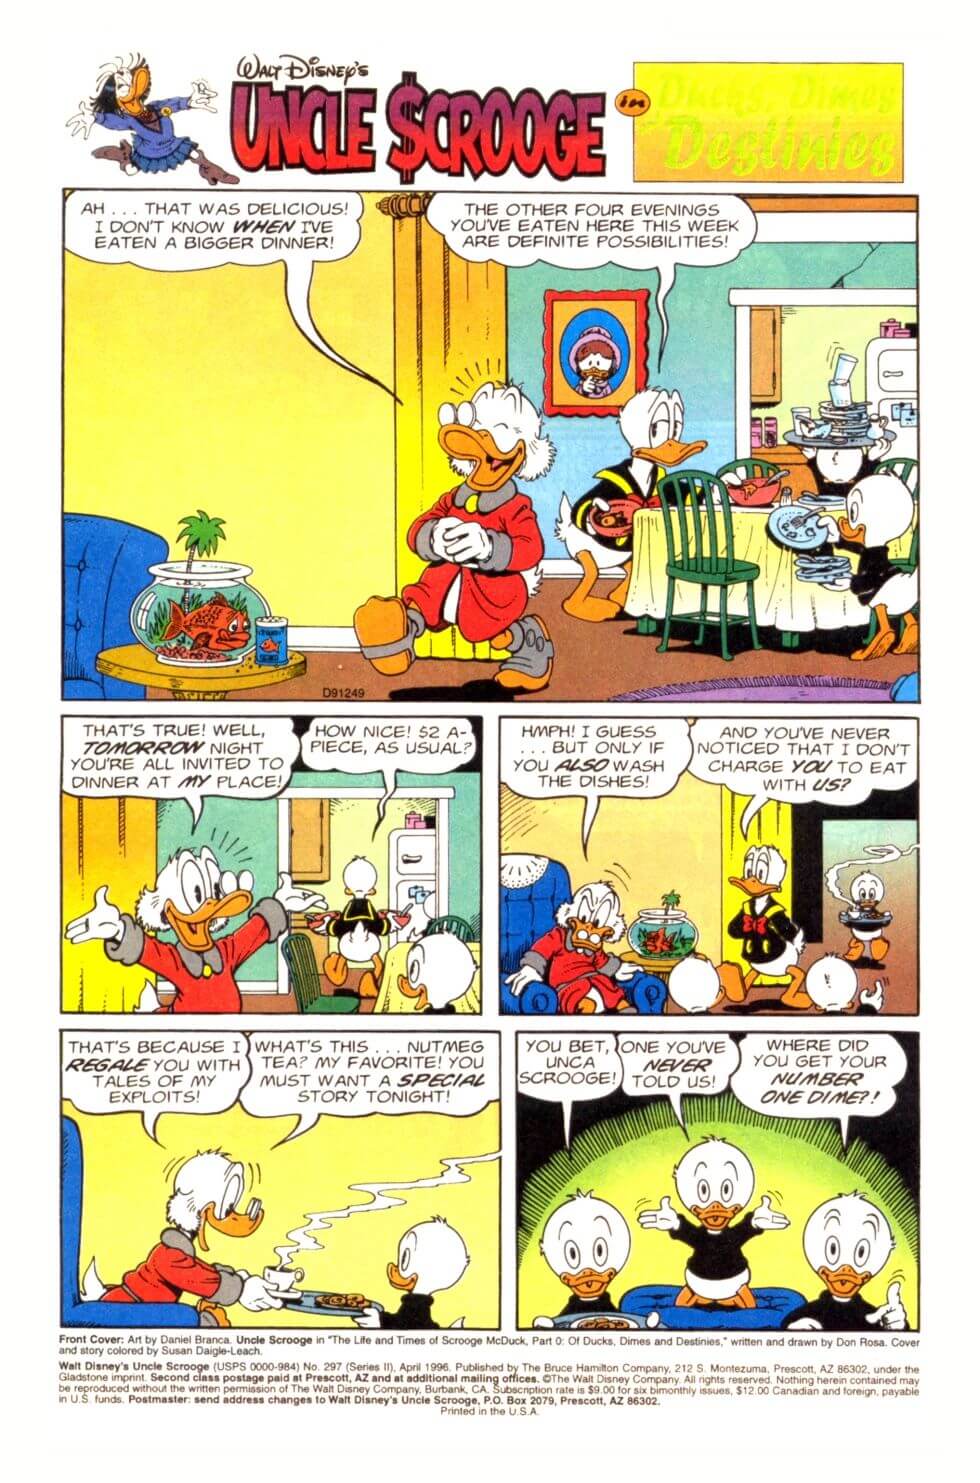 WALT DISNEY'S
UNCLE $CROOGE
in
Of Ducks, Dimes
and
Destinies
AH . . . THAT WAS DELICIOUS!
I DON'T KNOW WHEN I'VE
EATEN A BIGGER DINNER!
THE OTHER FOUR EVENINGS
YOU'VE EATEN HERE THIS WEEK
ARE DEFINITE POSSIBILITIES!
D91249
THAT'S TRUE! WELL,
TOMORROW NIGHT
YOU'RE ALL INVITED TO
DINNER AT MY PLACE!
HOW NICE! $2 A-
PIECE, AS USUAL?
HMPH! I GUESS
. . . BUT ONLY IF
YOU ALSO WASH
THE DISHES!
AND YOU'VE NEVER
NOTICED THAT I DON'T
CHARGE YOU TO EAT
WITH US?
THAT'S BECAUSE I
REGALE YOU WITH
TALES OF MY
EXPLOITS!
WHAT'S THIS . . . NUTMEG
TEA? MY FAVORITE! YOU
MUST WANT A SPECIAL
STORY TONIGHT!
YOU BET,
UNCA
SCROOGE!
ONE YOU'VE
NEVER
TOLD US!
WHERE DID
YOU GET YOUR
NUMBER
ONE DIME?!
Front Cover: Art by Daniel Branca. Uncle Scrooge in "The Life and Times of Scrooge McDuck, Part 0: Of Ducks, Dimes and Destinies," written and drawn by Don Rosa. Cover
and story colored by Susan Daigle-Leach.
Walt Disney's Uncle Scrooge (USPS 0000-984) No. 297 (Series II), April 1996. Published by The Bruce Hamilton Company, 212 S. Montezuma, Prescott, AZ 86302, under the
Gladstone imprint. Second class postage paid at Prescott, AZ and at additional mailing offices. ©The Walt Disney Company. All rights reserved. Nothing herein contained may
be reproduced without the written permission of The Walt Disney Company, Burbank, CA. Subscription rate is $9.00 for six bimonthly issues, $12.00 Canadian and foreign, payable
in U.S. funds. Postmaster: send address changes to Walt Disney's Uncle Scrooge, P.O. Box 2079, Prescott, AZ 86302.
Printed in the U.S.A.